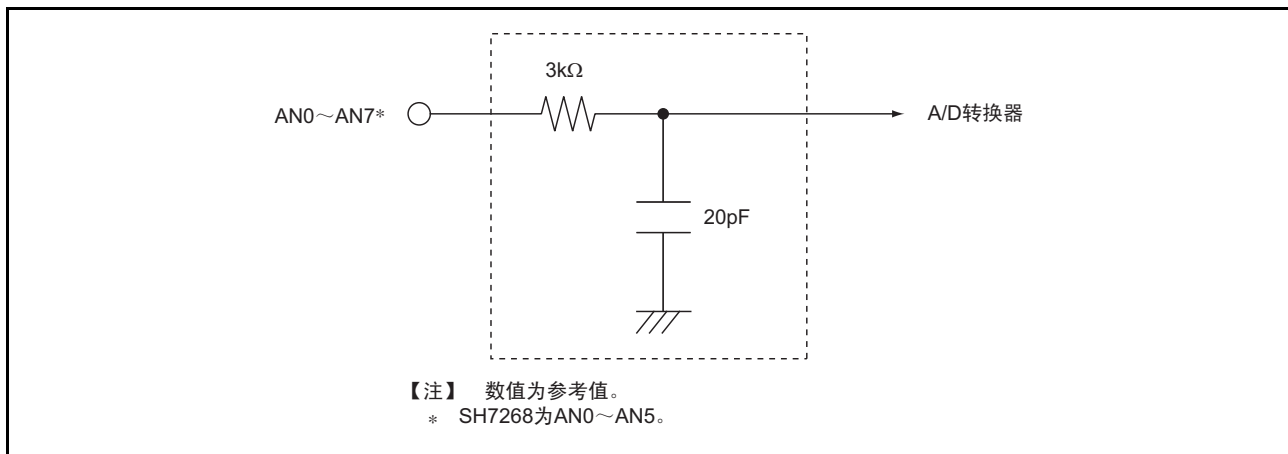 3kΩ
AN0～AN7*
A/D转换器
20pF
【注】 数值为参考值。
* SH7268为AN0～AN5。